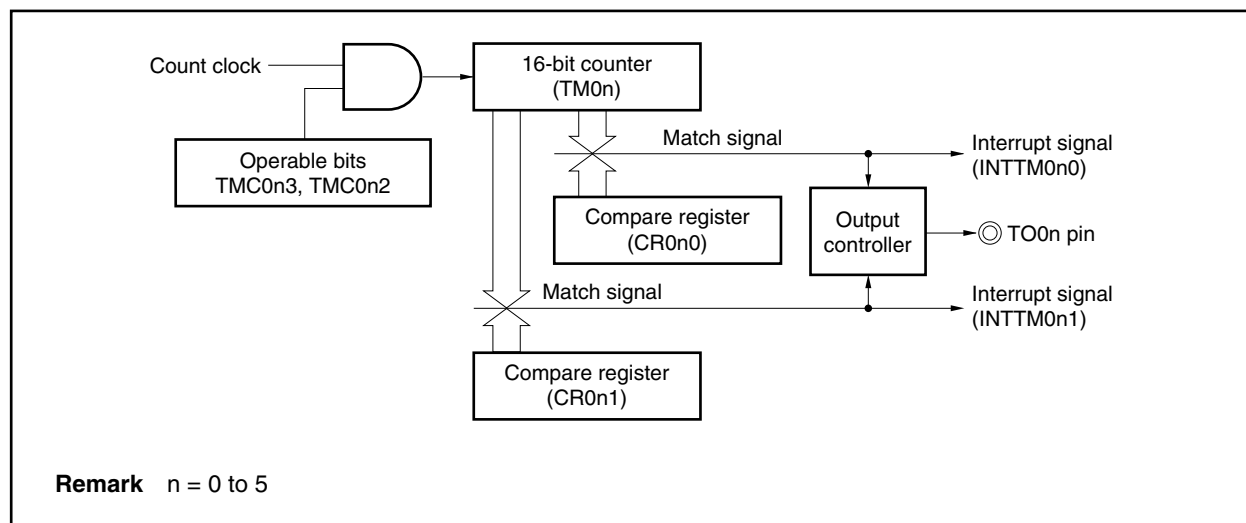 Count clock
16-bit counter
(TM0n)
Operable bits
TMC0n3, TMC0n2
Match signal
Interrupt signal
(INTTM0n0)
Compare register
(CR0n0)
Output
controller
TO0n pin
Match signal
Interrupt signal
(INTTM0n1)
Compare register
(CR0n1)
Remark n = 0 to 5